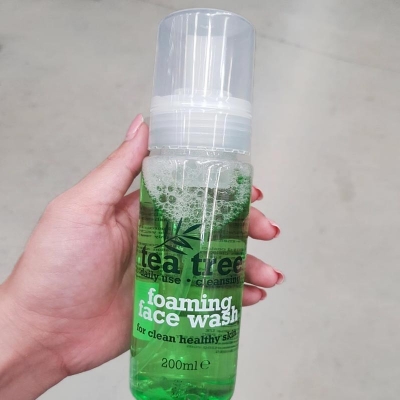 tea tree
daily use • cleansing
foaming
face wash
for clean healthy skin
200ml e